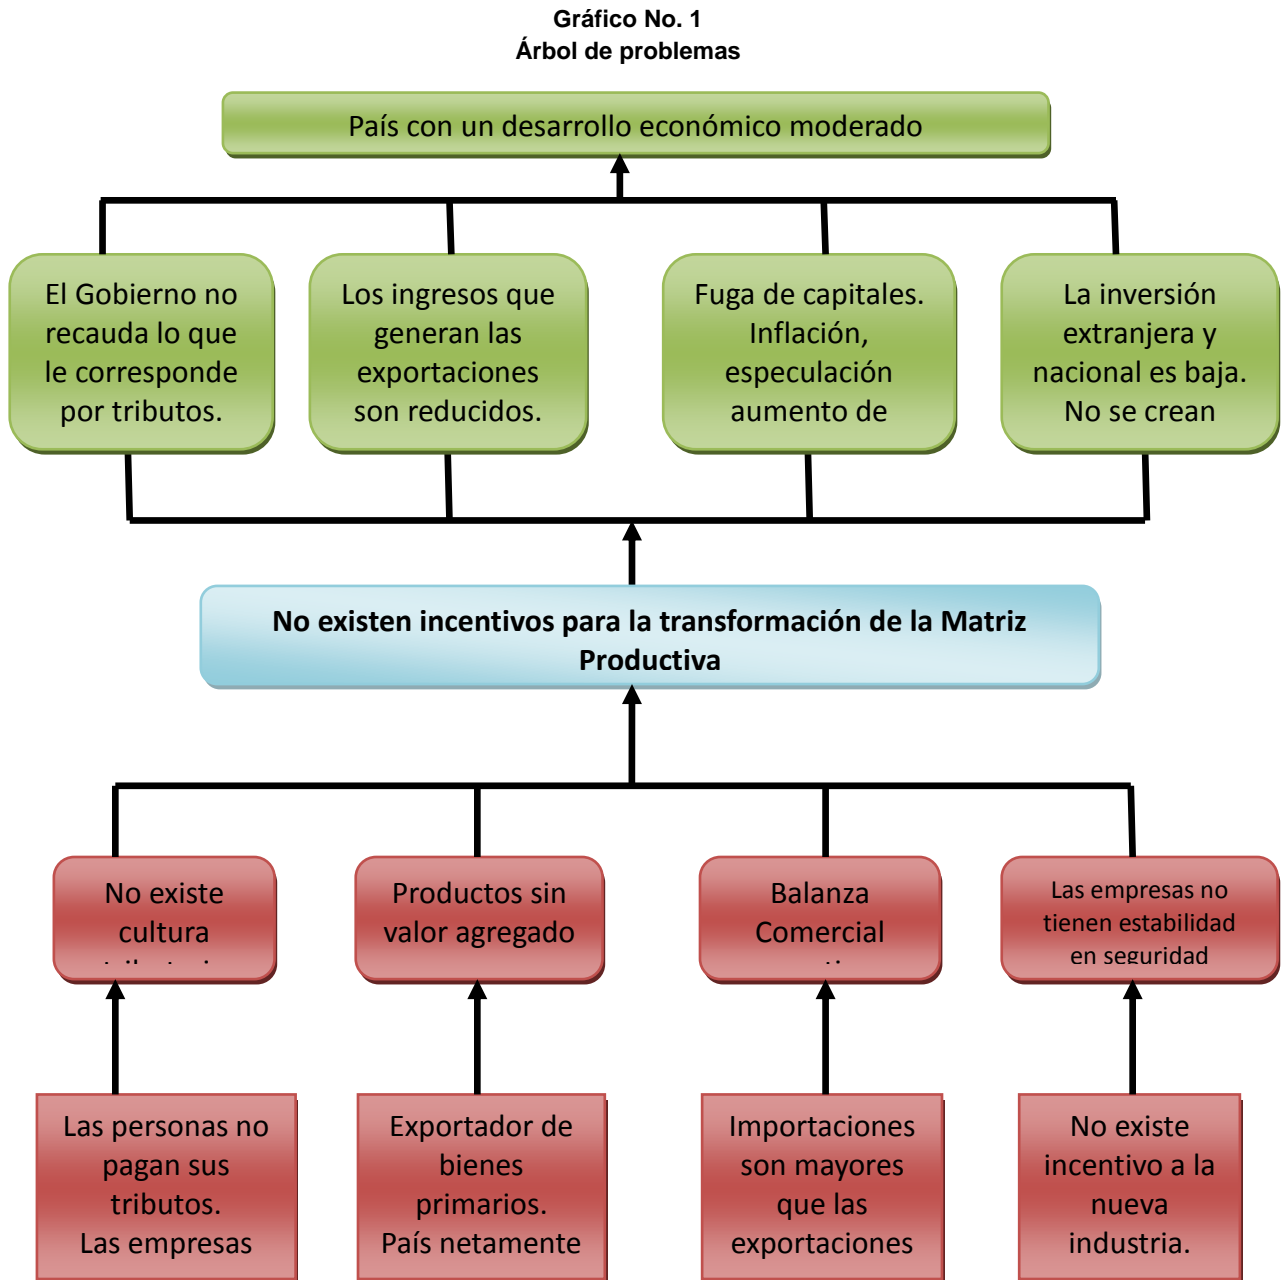 Gráfico No. 1
Árbol de problemas
País con un desarrollo económico moderado
El Gobierno no
recauda lo que
le corresponde
por tributos.
Los ingresos que
generan las
exportaciones
son reducidos.
Fuga de capitales.
Inflación,
especulación
aumento de
La inversión
extranjera y
nacional es baja.
No se crean
No existen incentivos para la transformación de la Matriz
Productiva
No existe
cultura
Productos sin
valor agregado
Balanza
Comercial
Las empresas no
tienen estabilidad
en seguridad
Las personas no
pagan sus
tributos.
Las empresas
Exportador de
bienes
primarios.
País netamente
Importaciones
son mayores
que las
exportaciones
No existe
incentivo a la
nueva
industria.